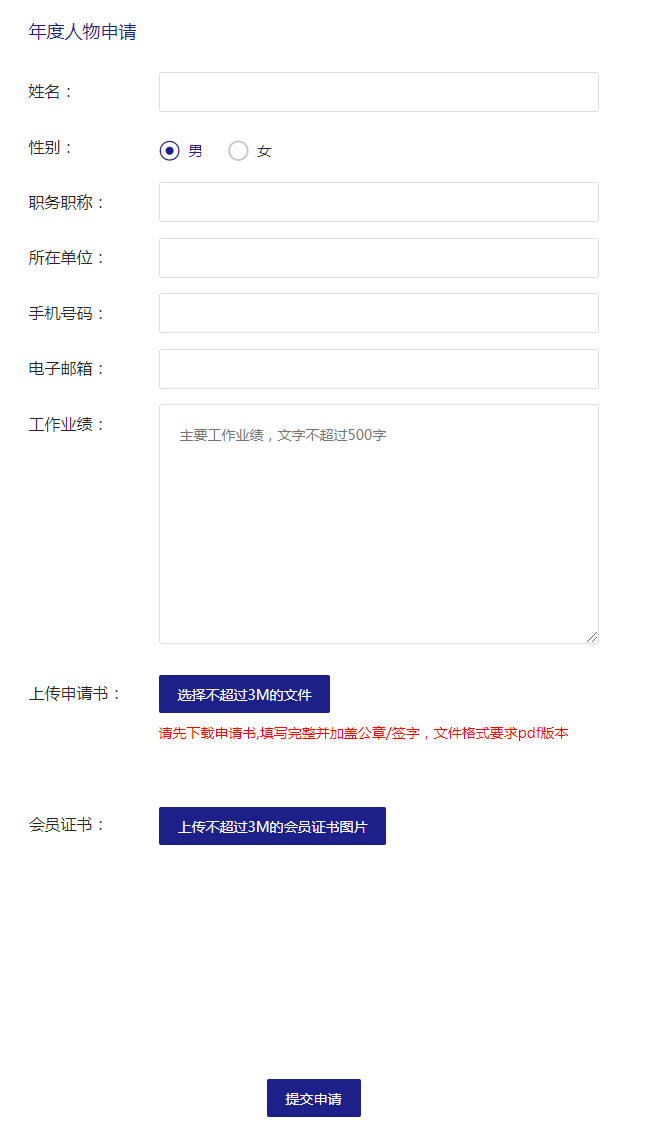 年度人物申请
姓名：
性别：
男 女
职务职称：
所在单位：
手机号码：
电子邮箱：
工作业绩：
主要工作业绩，文字不超过500字
上传申请书：
选择不超过3M的文件
请先下载申请书,填写完整并加盖公章/签字，文件格式要求pdf版本
会员证书：
上传不超过3M的会员证书图片
提交申请